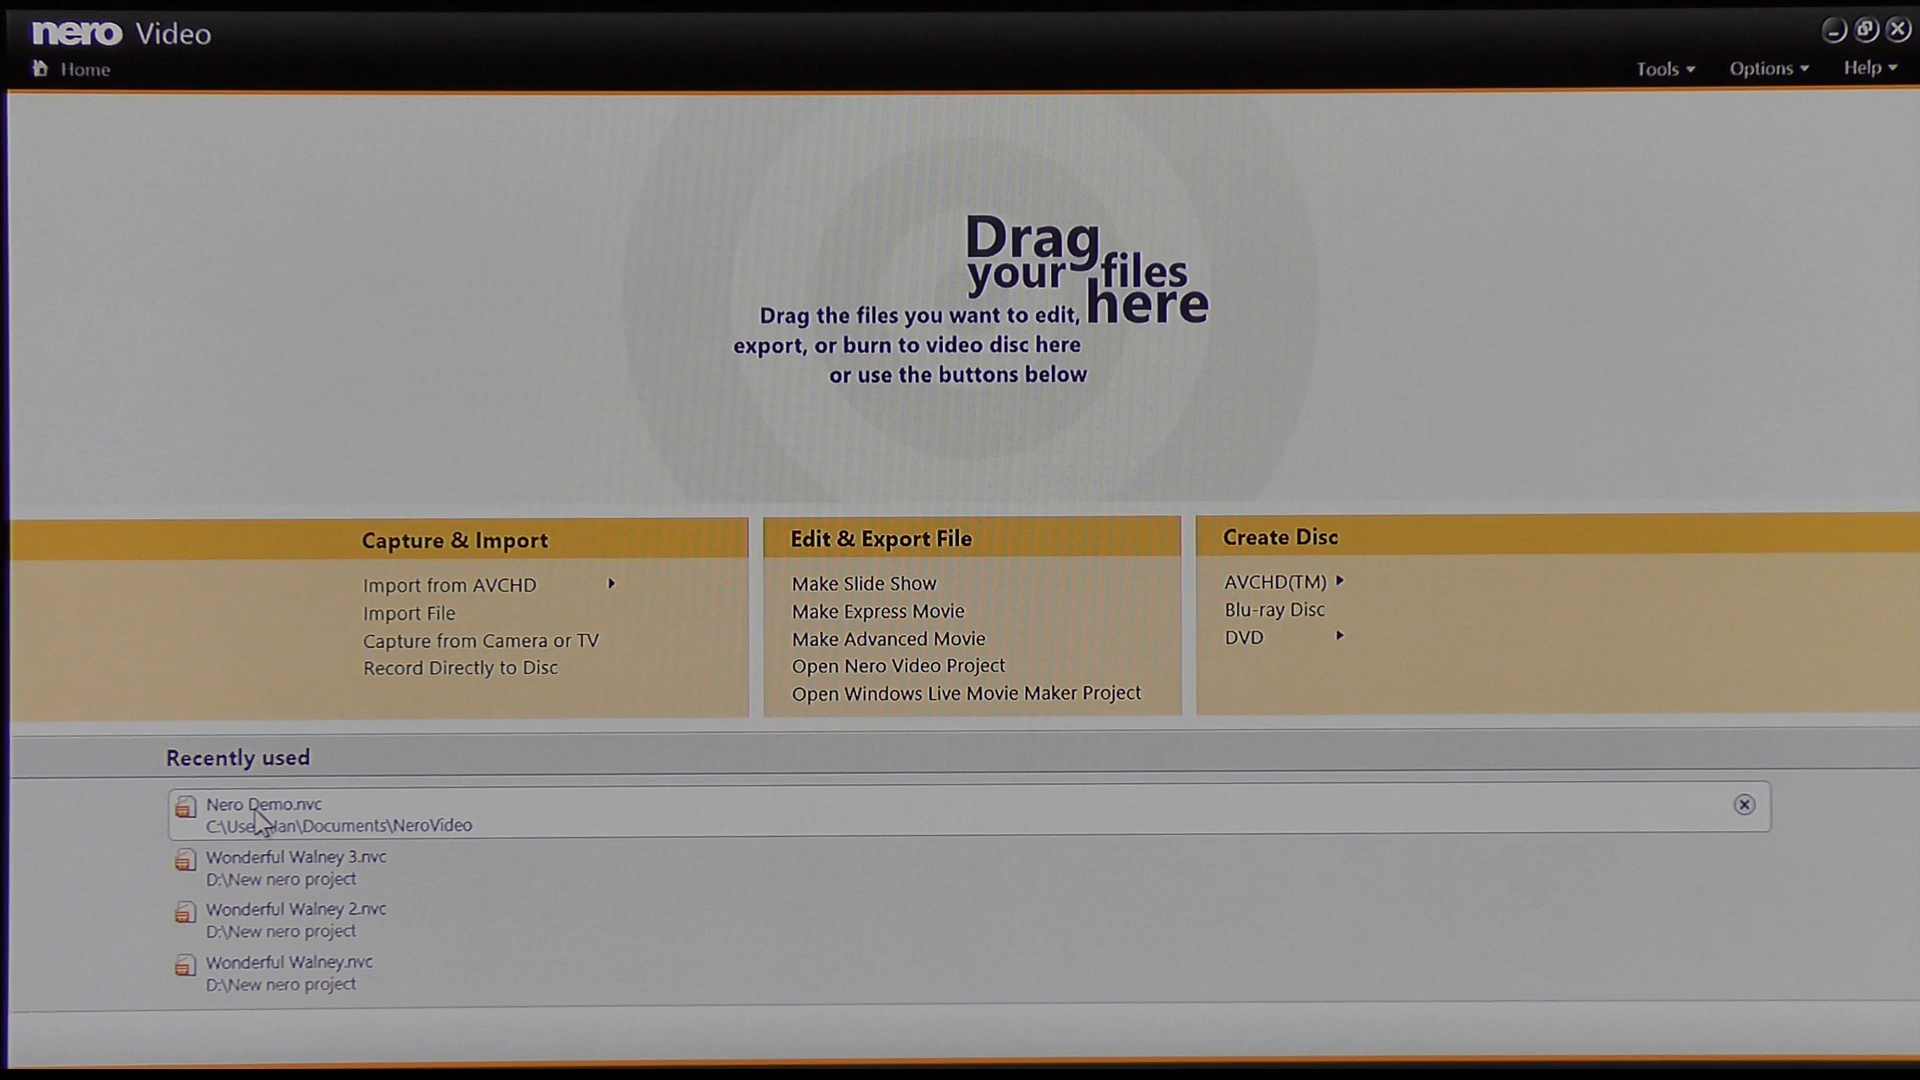 nero Video
Home
Tools
Options
Help
Drag
your files
here
Drag the files you want to edit,
export, or burn to video disc here
or use the buttons below
Capture & Import
Import from AVCHD
Import File
Capture from Camera or TV
Record Directly to Disc
Edit & Export File
Make Slide Show
Make Express Movie
Make Advanced Movie
Open Nero Video Project
Open Windows Live Movie Maker Project
Create Disc
AVCHD(TM)
Blu-ray Disc
DVD
Recently used
Nero Demo.nvc
\Documents\NeroVideo
Wonderful Walney 3.nvc
D:\New nero project
Wonderful Walney 2.nvc
D:\New nero project
Wonderful Walney.nvc
D:\New nero project